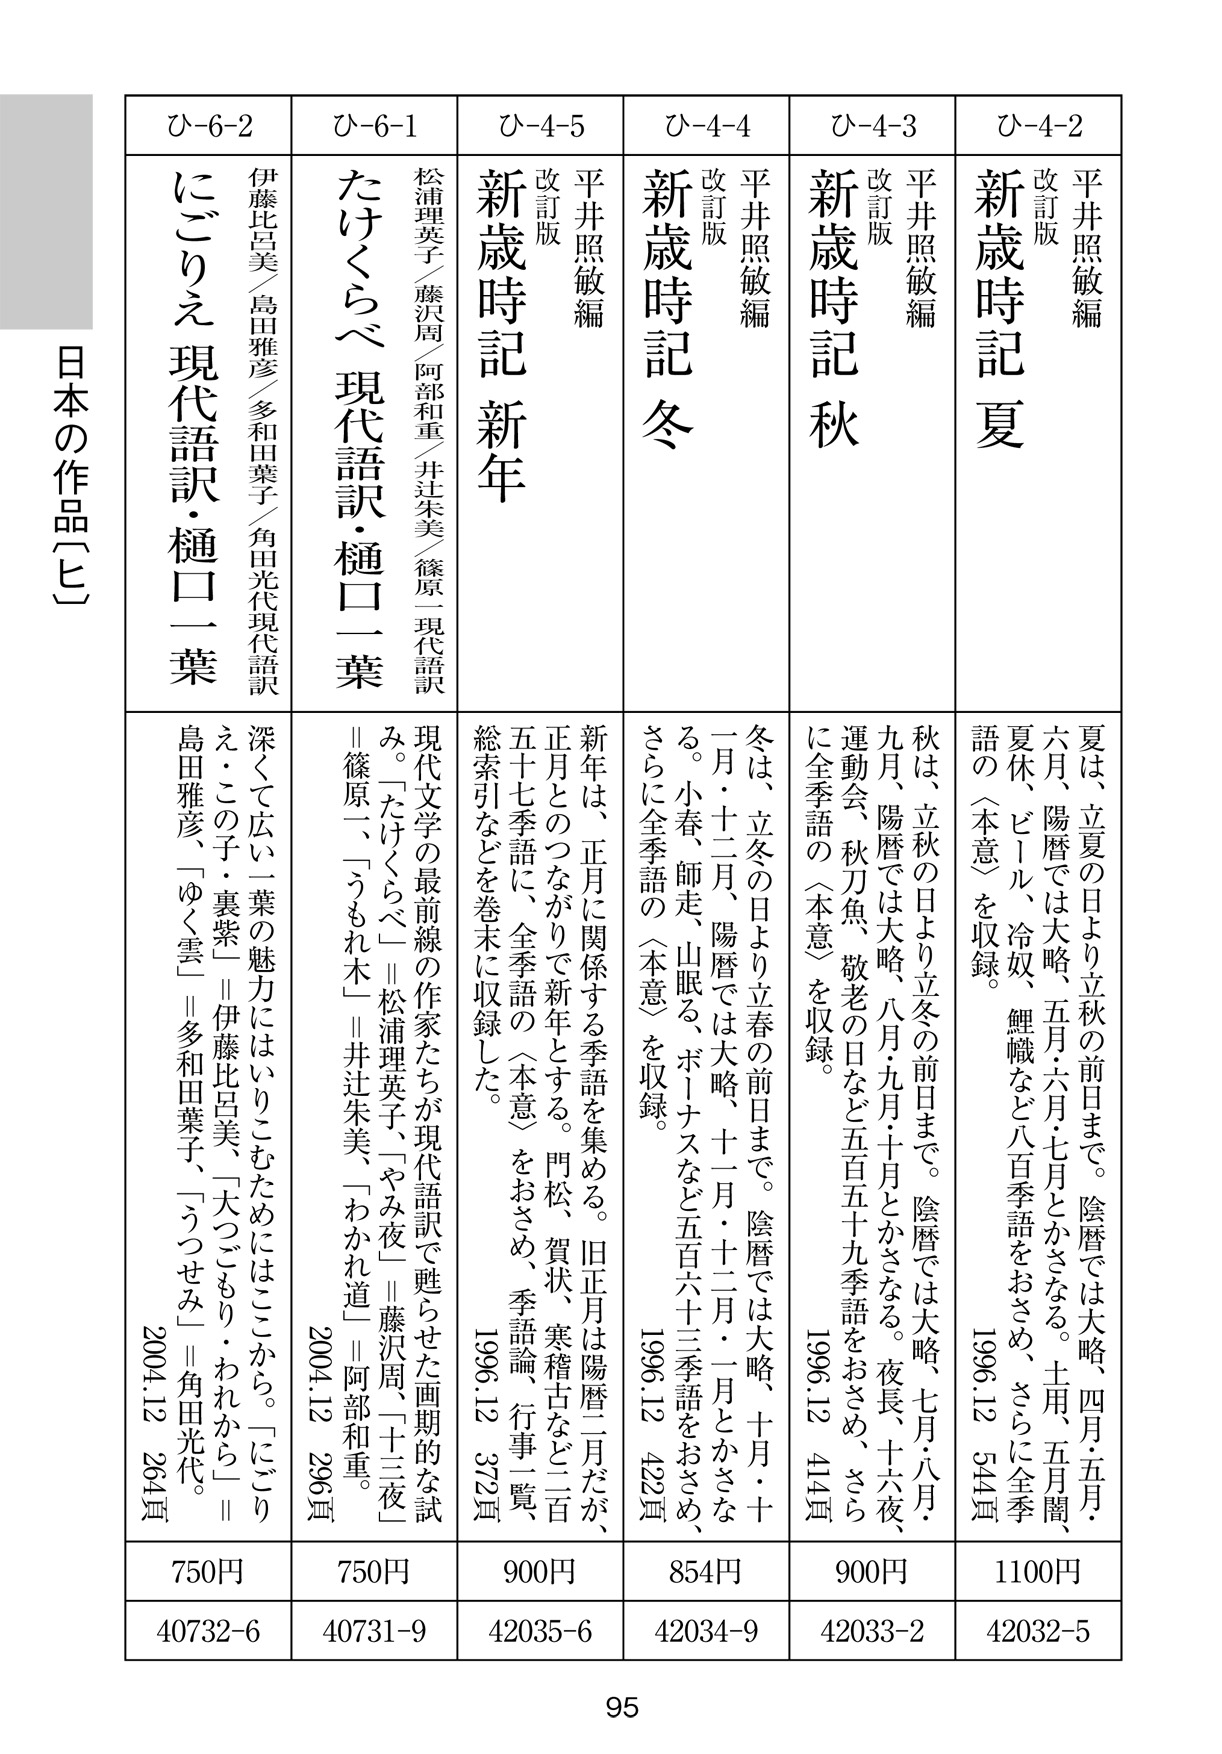 ひ-4-2
平井照敏編
改訂版
新歳時記 夏
夏は、立夏の日より立秋の前日まで。陰暦では大略、四月・五月・
六月、陽暦では大略、五月・六月・七月とかさなる。土用、五月闇、
夏休、ビール、冷奴、鯉幟など八百季語をおさめ、さらに全季
語の〈本意〉を収録。
1996.12 544頁
1100円
42032-5
ひ-4-3
平井照敏編
改訂版
新歳時記 秋
秋は、立秋の日より立冬の前日まで。陰暦では大略、七月・八月・
九月、陽暦では大略、八月・九月・十月とかさなる。夜長、十六夜、
運動会、秋刀魚、敬老の日など五百五十九季語をおさめ、さら
に全季語の〈本意〉を収録。
1996.12 414頁
900円
42033-2
ひ-4-4
平井照敏編
改訂版
新歳時記 冬
冬は、立冬の日より立春の前日まで。陰暦では大略、十月・十
一月・十二月、陽暦では大略、十一月・十二月・一月とかさな
る。小春、師走、山眠る、ボーナスなど五百六十三季語をおさめ、
さらに全季語の〈本意〉を収録。
1996.12 422頁
854円
42034-9
ひ-4-5
平井照敏編
改訂版
新歳時記 新年
新年は、正月に関係する季語を集める。旧正月は陽暦二月だが、
正月とのつながりで新年とする。門松、賀状、寒稽古など二百
五十七季語に、全季語の〈本意〉をおさめ、季語論、行事一覧、
総索引などを巻末に収録した。
1996.12 372頁
900円
42035-6
ひ-6-1
松浦理英子／藤沢周／阿部和重／井辻朱美／篠原一現代語訳
たけくらべ 現代語訳・樋口一葉
現代文学の最前線の作家たちが現代語訳で甦らせた画期的な試
み。「たけくらべ」＝松浦理英子、「やみ夜」＝藤沢周、「十三夜」
＝篠原一、「うもれ木」＝井辻朱美、「わかれ道」＝阿部和重。
2004.12 296頁
750円
40731-9
ひ-6-2
伊藤比呂美／島田雅彦／多和田葉子／角田光代現代語訳
にごりえ 現代語訳・樋口一葉
深くて広い一葉の魅力にはいりこむためにはここから。「にごり
え・この子・裏紫」＝伊藤比呂美、「大つごもり・われから」＝
島田雅彦、「ゆく雲」＝多和田葉子、「うつせみ」＝角田光代。
2004.12 264頁
750円
40732-6
日本の作品〔ヒ〕
95